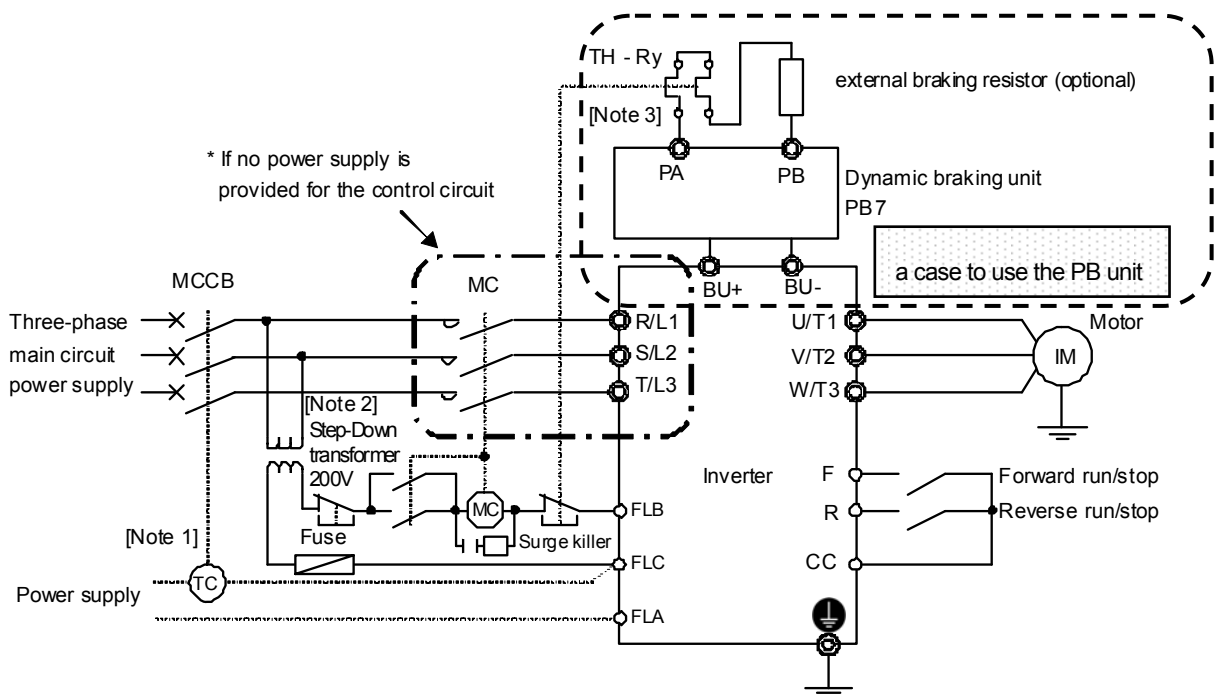 TH - Ry
external braking resistor (optional)
[Note 3]
* If no power supply is
provided for the control circuit
PA
PB
Dynamic braking unit
PB7
a case to use the PB unit
BU+
BU-
MCCB
MC
Three-phase
main circuit
power supply
R/L1
S/L2
T/L3
U/T1
V/T2
W/T3
Motor
IM
[Note 2]
Step-Down
transformer
200V
Inverter
F
Forward run/stop
R
Reverse run/stop
MC
FLB
[Note 1]
Fuse
Surge killer
FLC
CC
TC
Power supply
FLA